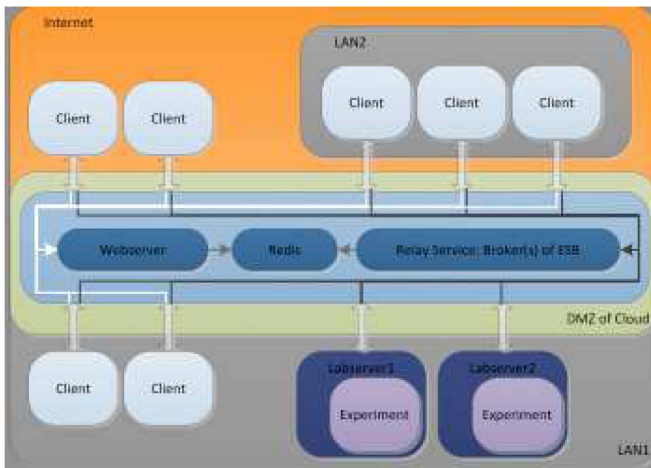 Internet
LAN2
Client
Client
Client
Client
Client
Webserver
Redis
Relay Service: Broker(s) of ESB
DMZ of Cloud
Client
Client
Labserver1
Labserver2
Experiment
Experiment
LAN1